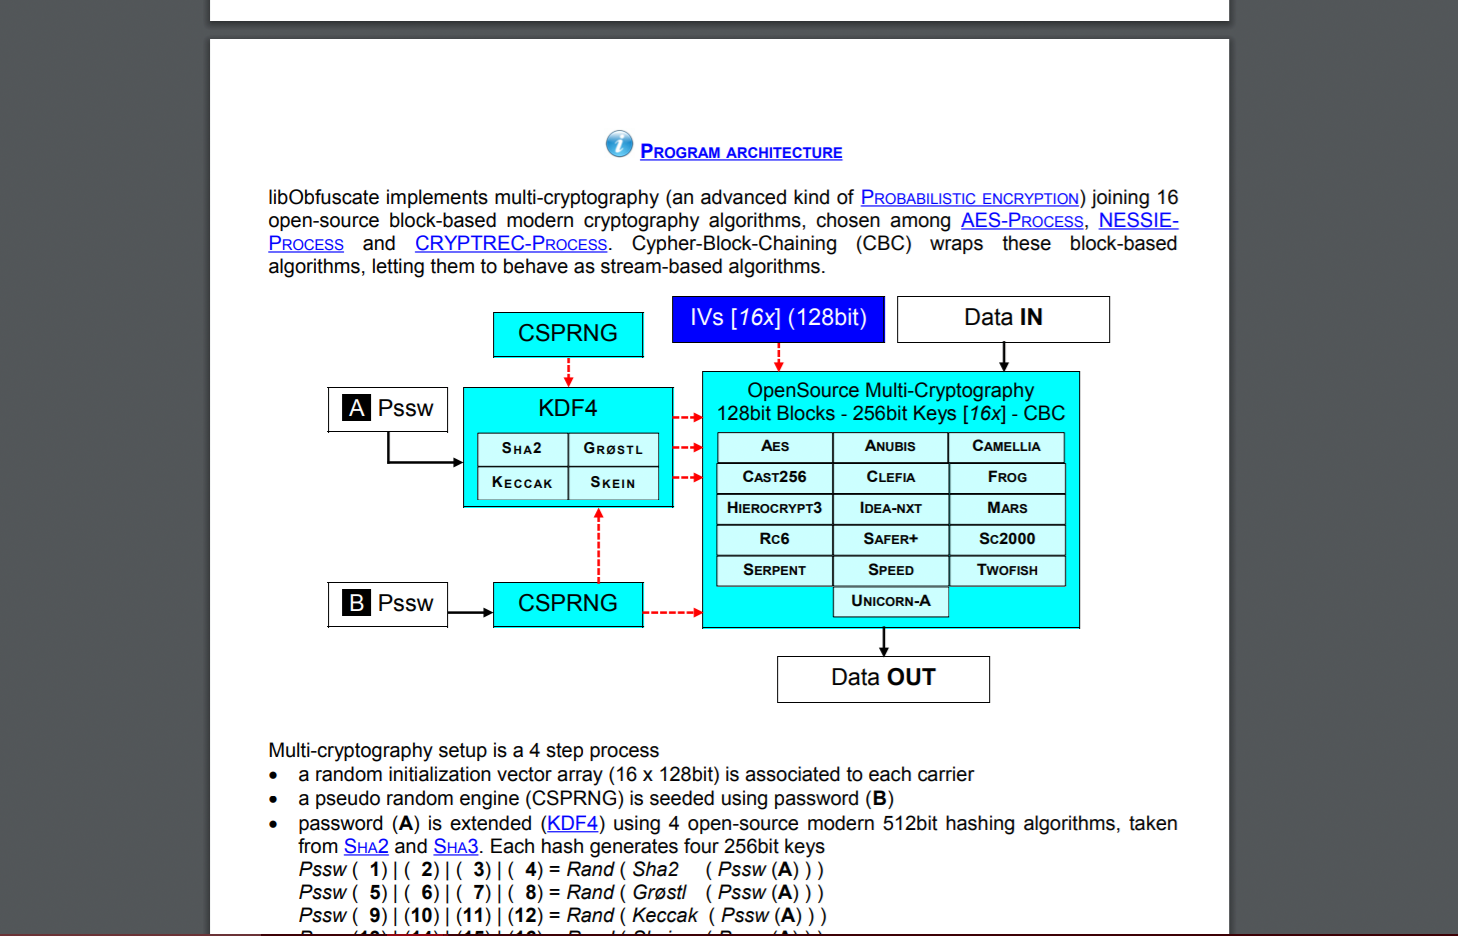 PROGRAM ARCHITECTURE
libObfuscate implements multi-cryptography (an advanced kind of PROBABILISTIC ENCRYPTION) joining 16
open-source block-based modern cryptography algorithms, chosen among AES-PROCESS, NESSIE-
PROCESS and CRYPTREC-PROCESS. Cypher-Block-Chaining (CBC) wraps these block-based
algorithms, letting them to behave as stream-based algorithms.
IVs [16x] (128bit)
Data IN
CSPRNG
OpenSource Multi-Cryptography
128bit Blocks - 256bit Keys [16x] - CBC
A Pssw
KDF4
SHA2 GRØSTL
KECCAK SKEIN
AES ANUBIS CAMELLIA
CAST256 CLEFIA FROG
HIEROCRYPT3 IDEA-NXT MARS
RC6 SAFER+ SC2000
SERPENT SPEED TWOFISH
UNICORN-A
B Pssw
CSPRNG
Data OUT
Multi-cryptography setup is a 4 step process
• a random initialization vector array (16 x 128bit) is associated to each carrier
• a pseudo random engine (CSPRNG) is seeded using password (B)
• password (A) is extended (KDF4) using 4 open-source modern 512bit hashing algorithms, taken
from SHA2 and SHA3. Each hash generates four 256bit keys
Pssw ( 1) | ( 2) | ( 3) | ( 4) = Rand ( Sha2 ( Pssw (A) ) )
Pssw ( 5) | ( 6) | ( 7) | ( 8) = Rand ( Grøstl ( Pssw (A) ) )
Pssw ( 9) | (10) | (11) | (12) = Rand ( Keccak ( Pssw (A) ) )